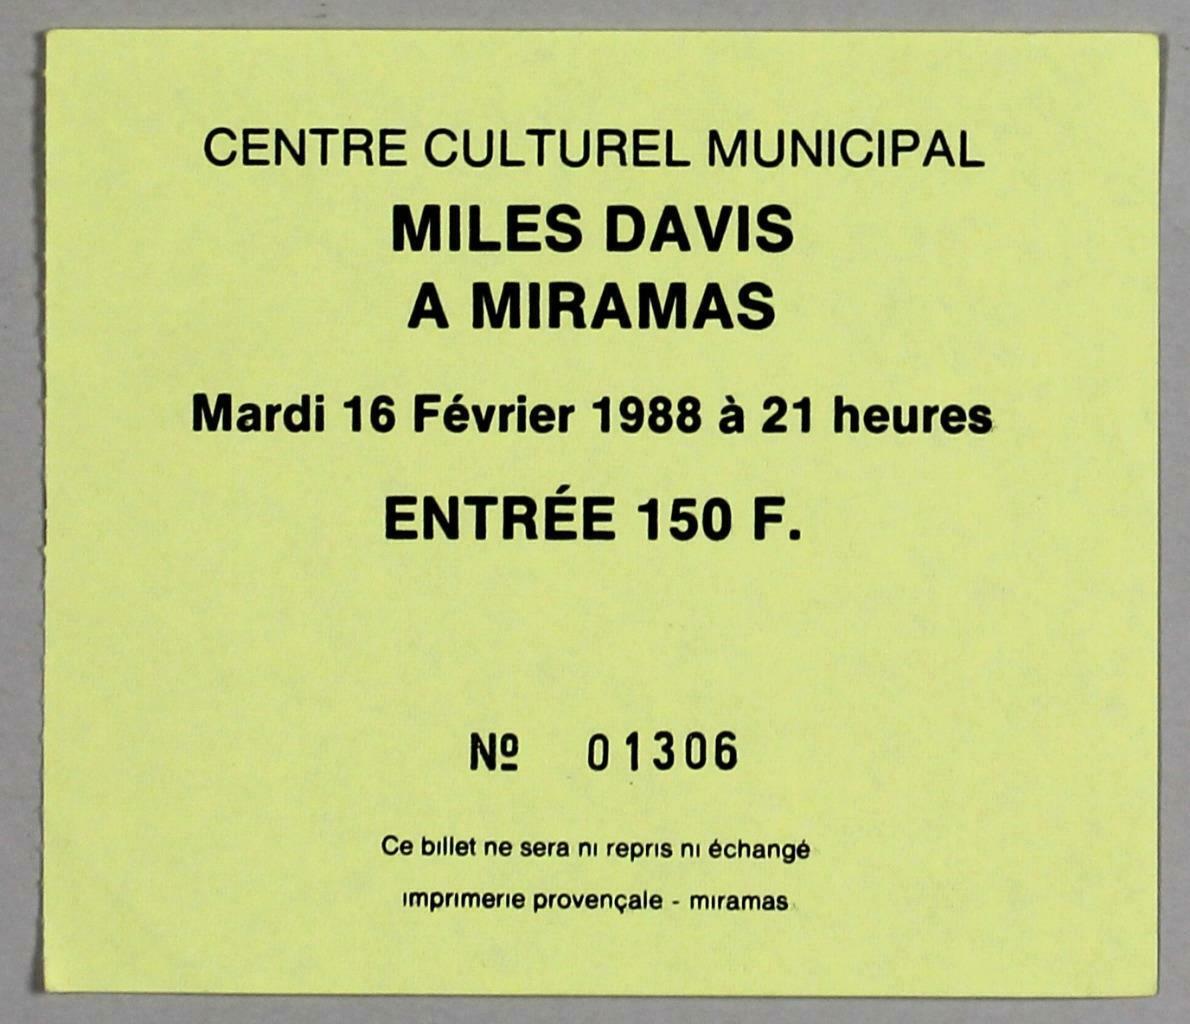 CENTRE CULTUREL MUNICIPAL
MILES DAVIS
A MIRAMAS
Mardi 16 Février 1988 à 21 heures
ENTRÉE 150 F.
Nº 01306
Ce billet ne sera ni repris ni échangé
imprimerie provençale - miramas